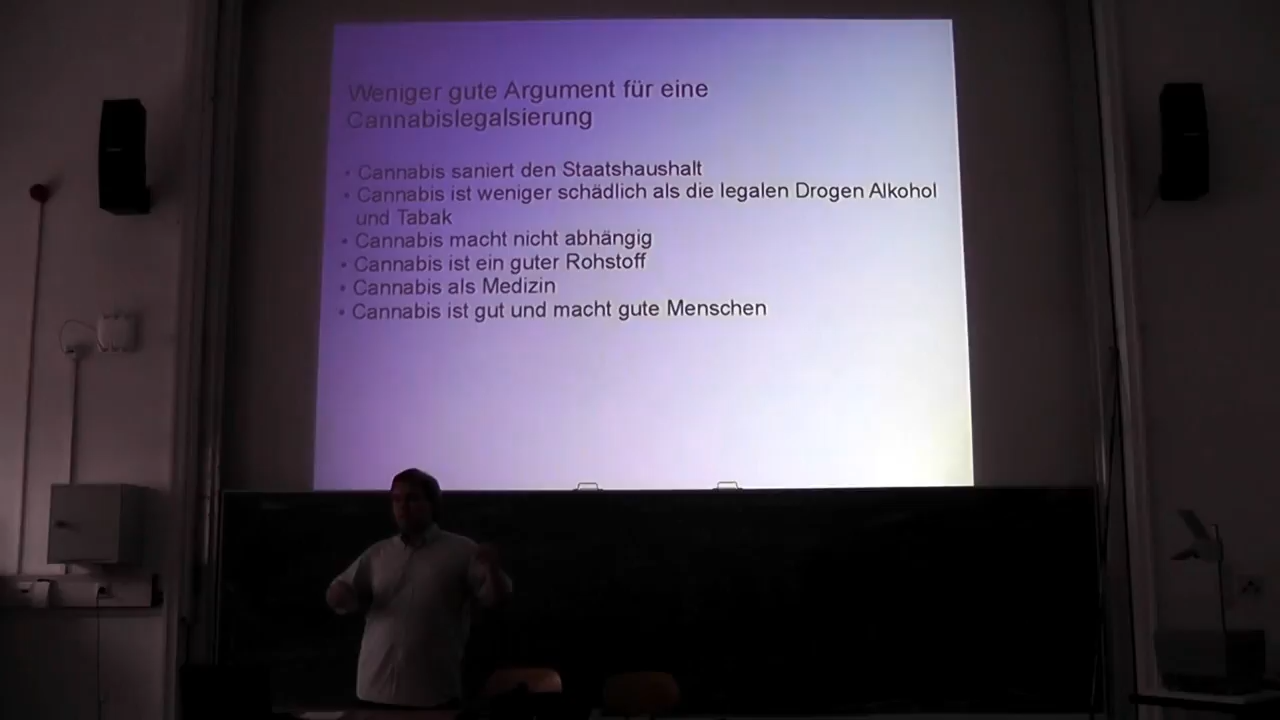 Weniger gute Argument für eine
Cannabislegalsierung
• Cannabis saniert den Staatshaushalt
• Cannabis ist weniger schädlich als die legalen Drogen Alkohol
und Tabak
• Cannabis macht nicht abhängig
• Cannabis ist ein guter Rohstoff
• Cannabis als Medizin
• Cannabis ist gut und macht gute Menschen